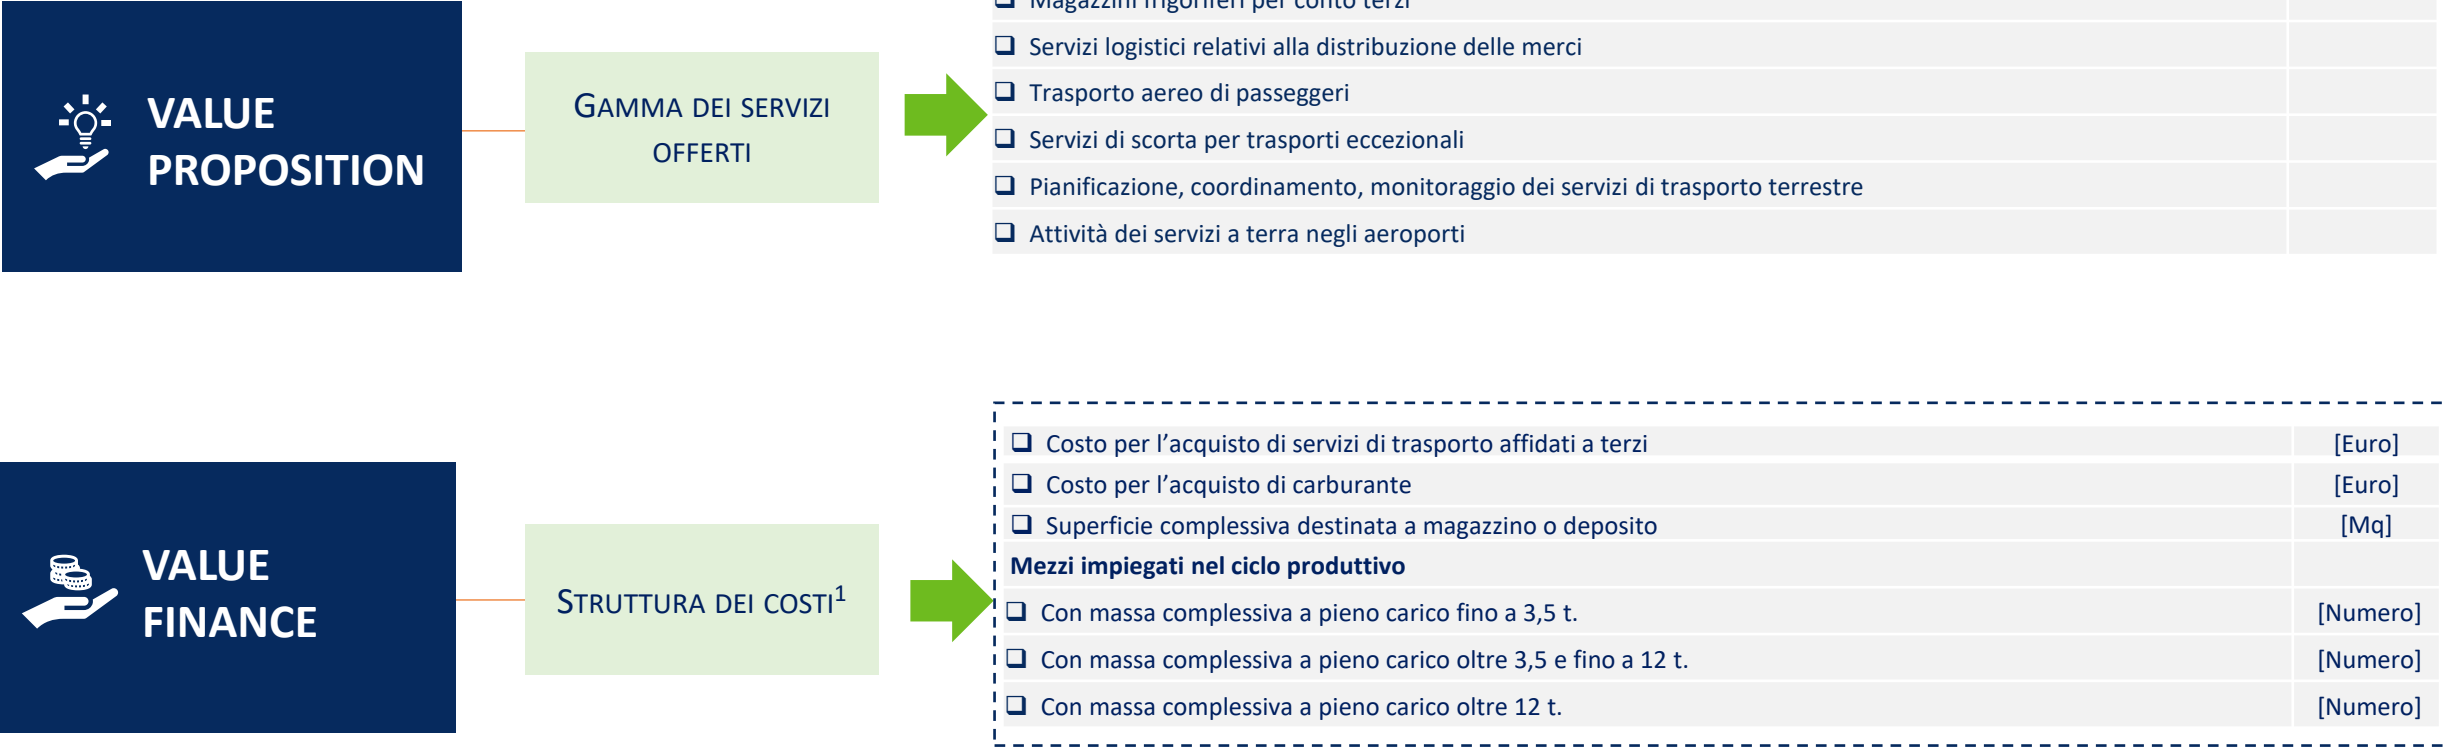 Magazzini frigoriferi per conto terzi
Servizi logistici relativi alla distribuzione delle merci
Trasporto aereo di passeggeri
Servizi di scorta per trasporti eccezionali
Pianificazione, coordinamento, monitoraggio dei servizi di trasporto terrestre
Attività dei servizi a terra negli aeroporti
VALUE
PROPOSITION
GAMMA DEI SERVIZI
OFFERTI
VALUE
FINANCE
STRUTTURA DEI COSTI1
Costo per l’acquisto di servizi di trasporto affidati a terzi [Euro]
Costo per l’acquisto di carburante [Euro]
Superficie complessiva destinata a magazzino o deposito [Mq]
Mezzi impiegati nel ciclo produttivo
Con massa complessiva a pieno carico fino a 3,5 t. [Numero]
Con massa complessiva a pieno carico oltre 3,5 e fino a 12 t. [Numero]
Con massa complessiva a pieno carico oltre 12 t. [Numero]